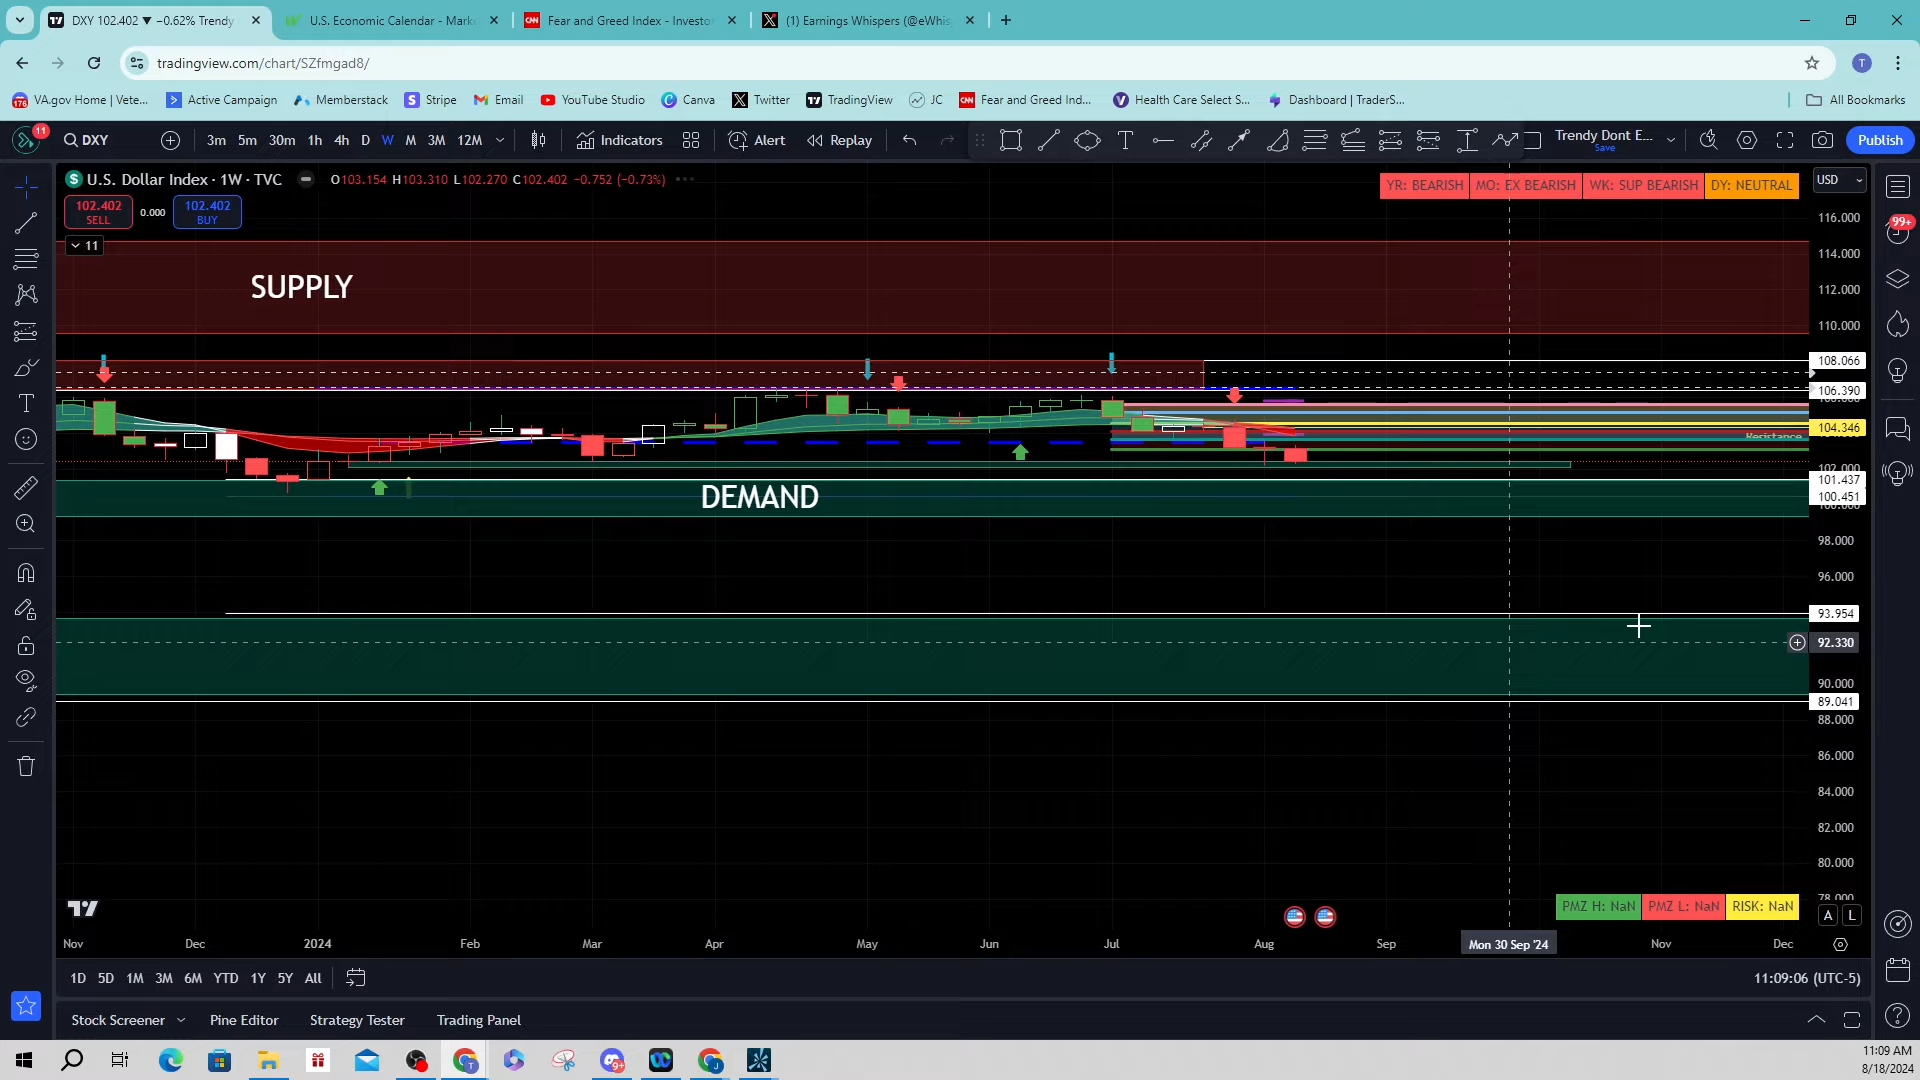 DXY 102.402 ▼ −0.62% Trendy
U.S. Economic Calendar - Mark
Fear and Greed Index - Investo
(1) Earnings Whispers (@eWhis
tradingview.com/chart/SZfmgad8/
T
176
VA.gov Home | Vete...
Active Campaign
Memberstack
Stripe
Email
YouTube Studio
Canva
Twitter
TradingView
JC
Fear and Greed Ind...
Health Care Select S...
Dashboard | TraderS...
All Bookmarks
11
DXY
3m 5m 30m 1h 4h D W M 3M 12M
Indicators
Alert
Replay
Trendy Dont E...
Save
Publish
U.S. Dollar Index · 1W · TVC
O103.154 H103.310 L102.270 C102.402 −0.752 (−0.73%)
YR: BEARISH
MO: EX BEARISH
WK: SUP BEARISH
DY: NEUTRAL
USD
102.402
SELL
0.000
102.402
BUY
11
99+
116.000
SUPPLY
114.000
112.000
110.000
108.066
106.390
104.346
Resistance
102.000
101.437
100.451
DEMAND
98.000
96.000
93.954
92.330
90.000
89.041
88.000
86.000
84.000
82.000
80.000
78.000
PMZ H: NaN
PMZ L: NaN
RISK: NaN
A
L
Nov
Dec
2024
Feb
Mar
Apr
May
Jun
Jul
Aug
Sep
Mon 30 Sep '24
Nov
Dec
1D 5D 1M 3M 6M YTD 1Y 5Y All
11:09:06 (UTC-5)
Stock Screener
Pine Editor
Strategy Tester
Trading Panel
11:09 AM
8/18/2024